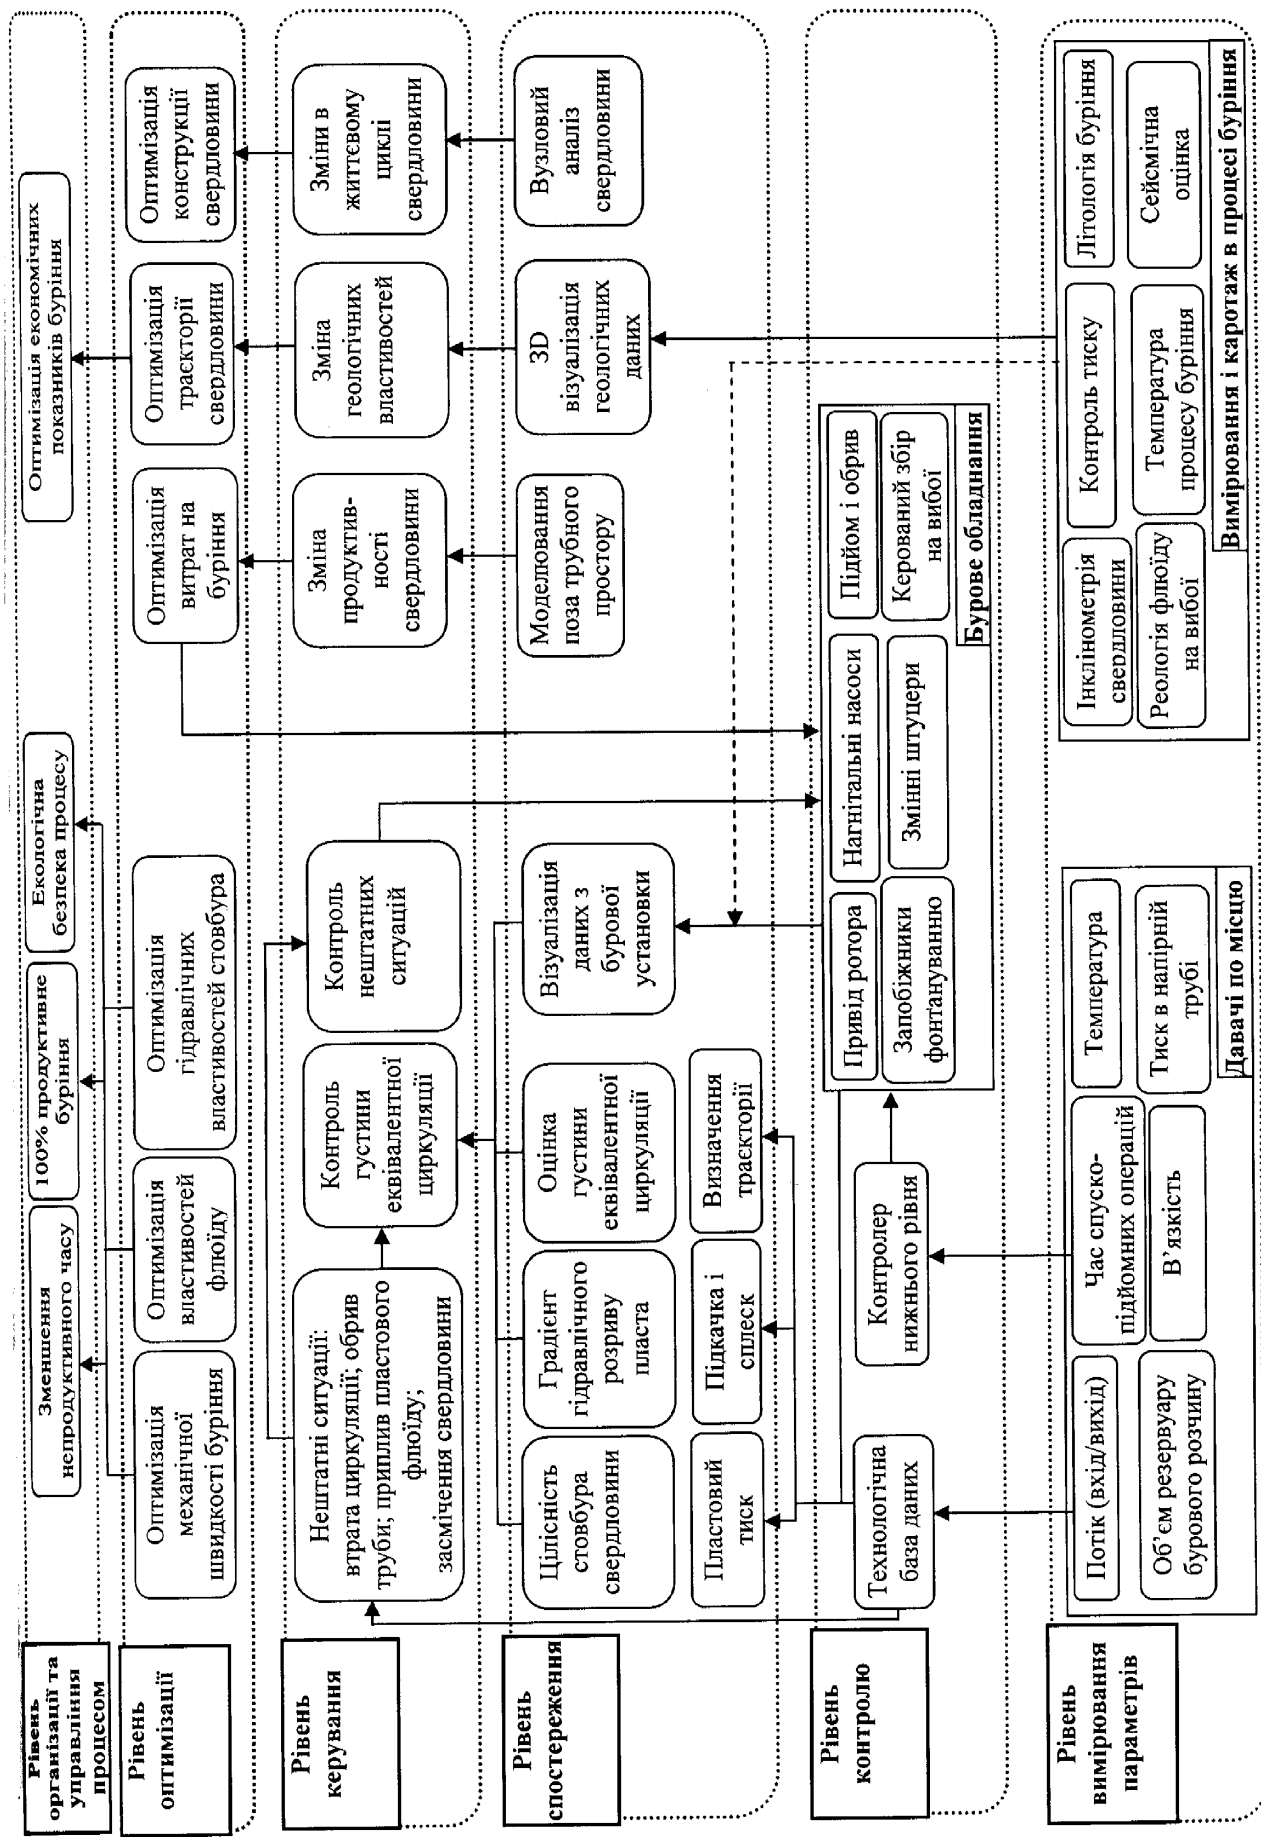 Рівень
організації та
управління
процесом
Зменшення
непродуктивного часу
100% продуктивне
буріння
Екологічна
безпека процесу
Оптимізація економічних
показників буріння
Рівень
оптимізації
Оптимізація
механічної
швидкості буріння
Оптимізація
властивостей
флюїду
Оптимізація
гідравлічних
властивостей стовбура
Оптимізація
витрат на
буріння
Оптимізація
траєкторії
свердловини
Оптимізація
конструкції
свердловини
Рівень
керування
Нештатні ситуації:
втрата циркуляції; обрив
труби; приплив пластового
флюїду;
засмічення свердловини
Контроль
густини
еквівалентної
циркуляції
Контроль
нештатних
ситуацій
Зміна
продуктив-
ності
свердловини
Зміна
геологічних
властивостей
Зміни в
життєвому
циклі
свердловини
Рівень
спостереження
Цілісність
стовбура
свердловини
Градієнт
гідравлічного
розриву
пласта
Оцінка
густини
еквівалентної
циркуляції
Візуалізація
даних з
бурової
установки
Моделювання
поза трубного
простору
3D
візуалізація
геологічних
даних
Вузловий
аналіз
свердловини
Пластовий
тиск
Підкачка і
сплеск
Визначення
траєкторії
Рівень
контролю
Технологічна
база даних
Контролер
нижнього рівня
Привід ротора
Нагнітальні насоси
Підйом і обрив
Запобіжники
фонтануванню
Змінні штуцери
Керований збір
на вибої
Бурове обладнання
Рівень
вимірювання
параметрів
Потік (вхід/вихід)
Час спуско-
підйомних операцій
Температура
Об’єм резервуару
бурового розчину
В’язкість
Тиск в напірній
трубі
Давачі по місцю
Інклінометрія
свердловини
Контроль тиску
Літологія буріння
Реологія флюїду
на вибої
Температура
процесу буріння
Сейсмічна
оцінка
Вимірювання і каротаж в процесі буріння